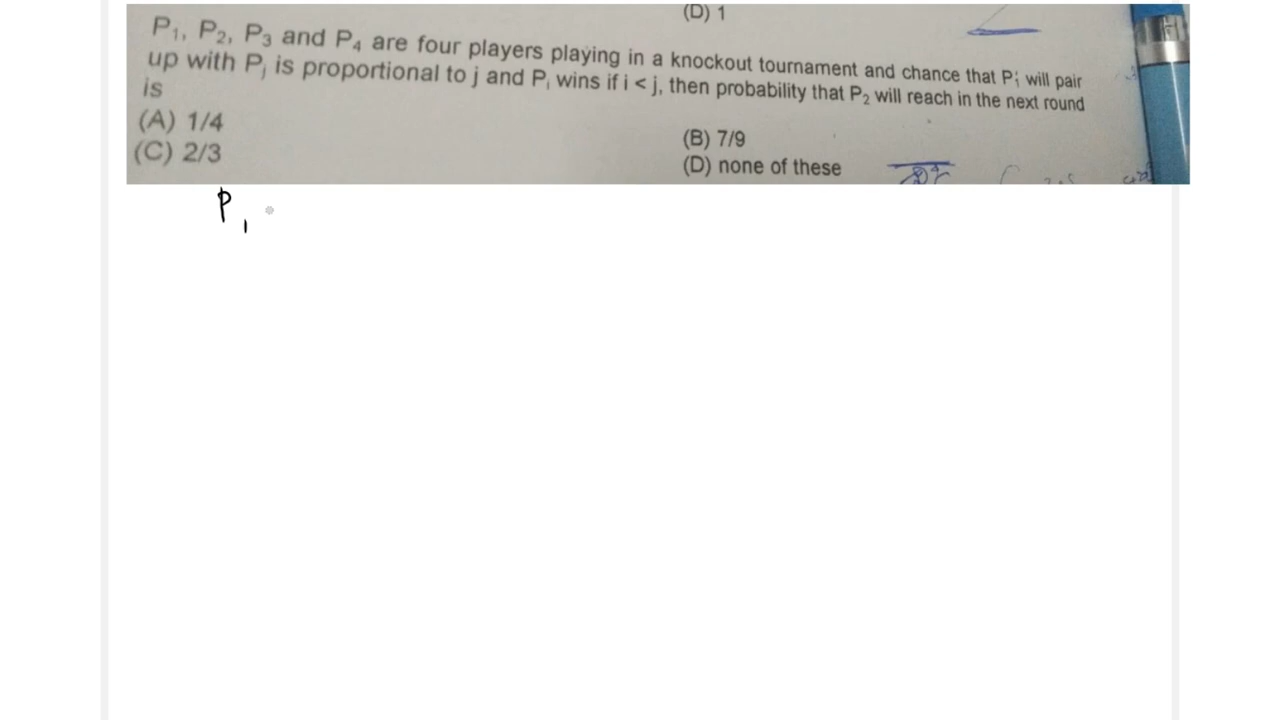 (D) 1
P₁, P₂, P₃ and P₄ are four players playing in a knockout tournament and chance that Pᵢ will pair
up with Pⱼ is proportional to j and Pᵢ wins if i < j, then probability that P₂ will reach in the next round
is
(A) 1/4
(B) 7/9
(C) 2/3
(D) none of these
P₁